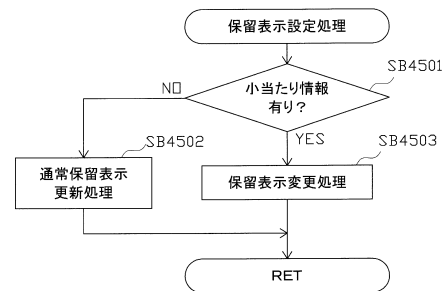 保留表示設定処理
SB4501
小当たり情報
有り?
NO
YES
SB4502
SB4503
通常保留表示
更新処理
保留表示変更処理
RET